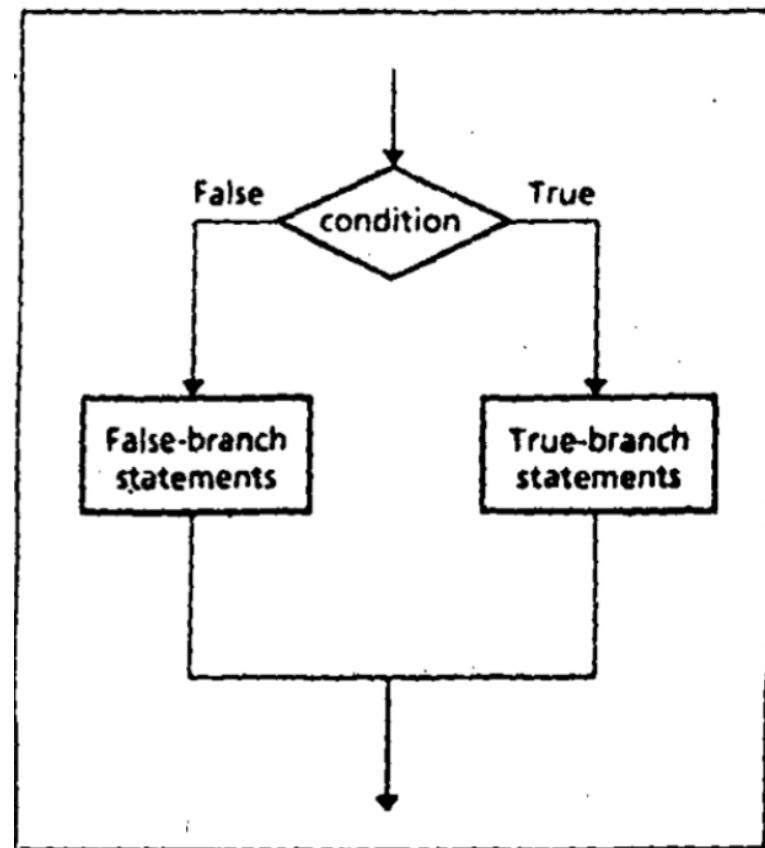 False
True
condition
False-branch
statements
True-branch
statements